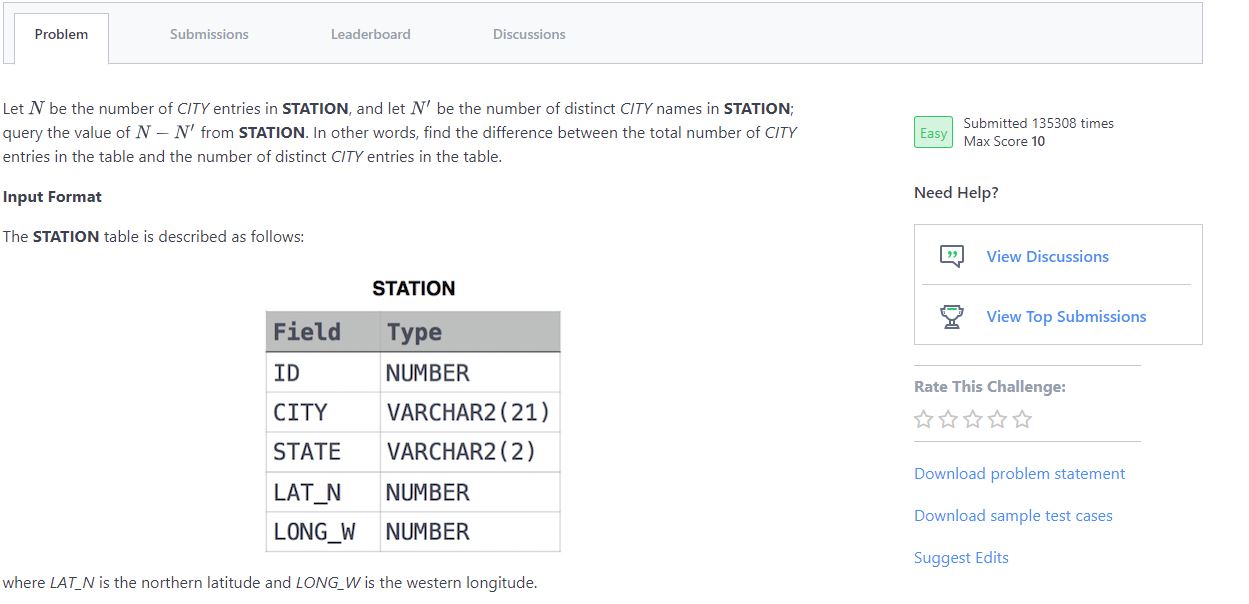 Problem
Submissions
Leaderboard
Discussions
Let N be the number of CITY entries in STATION, and let N′ be the number of distinct CITY names in STATION;
query the value of N − N′ from STATION. In other words, find the difference between the total number of CITY
entries in the table and the number of distinct CITY entries in the table.
Input Format
The STATION table is described as follows:
STATION
Field Type
ID NUMBER
CITY VARCHAR2(21)
STATE VARCHAR2(2)
LAT_N NUMBER
LONG_W NUMBER
where LAT_N is the northern latitude and LONG_W is the western longitude.
Easy
Submitted 135308 times
Max Score 10
Need Help?
View Discussions
View Top Submissions
Rate This Challenge:
Download problem statement
Download sample test cases
Suggest Edits